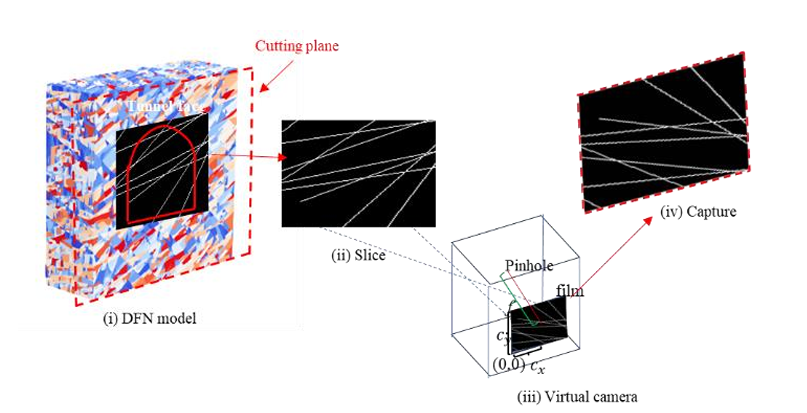 Cutting plane
Tunnel face
(i) DFN model
(ii) Slice
(iv) Capture
Pinhole
film
f
c_y
(0,0) c_x
(iii) Virtual camera